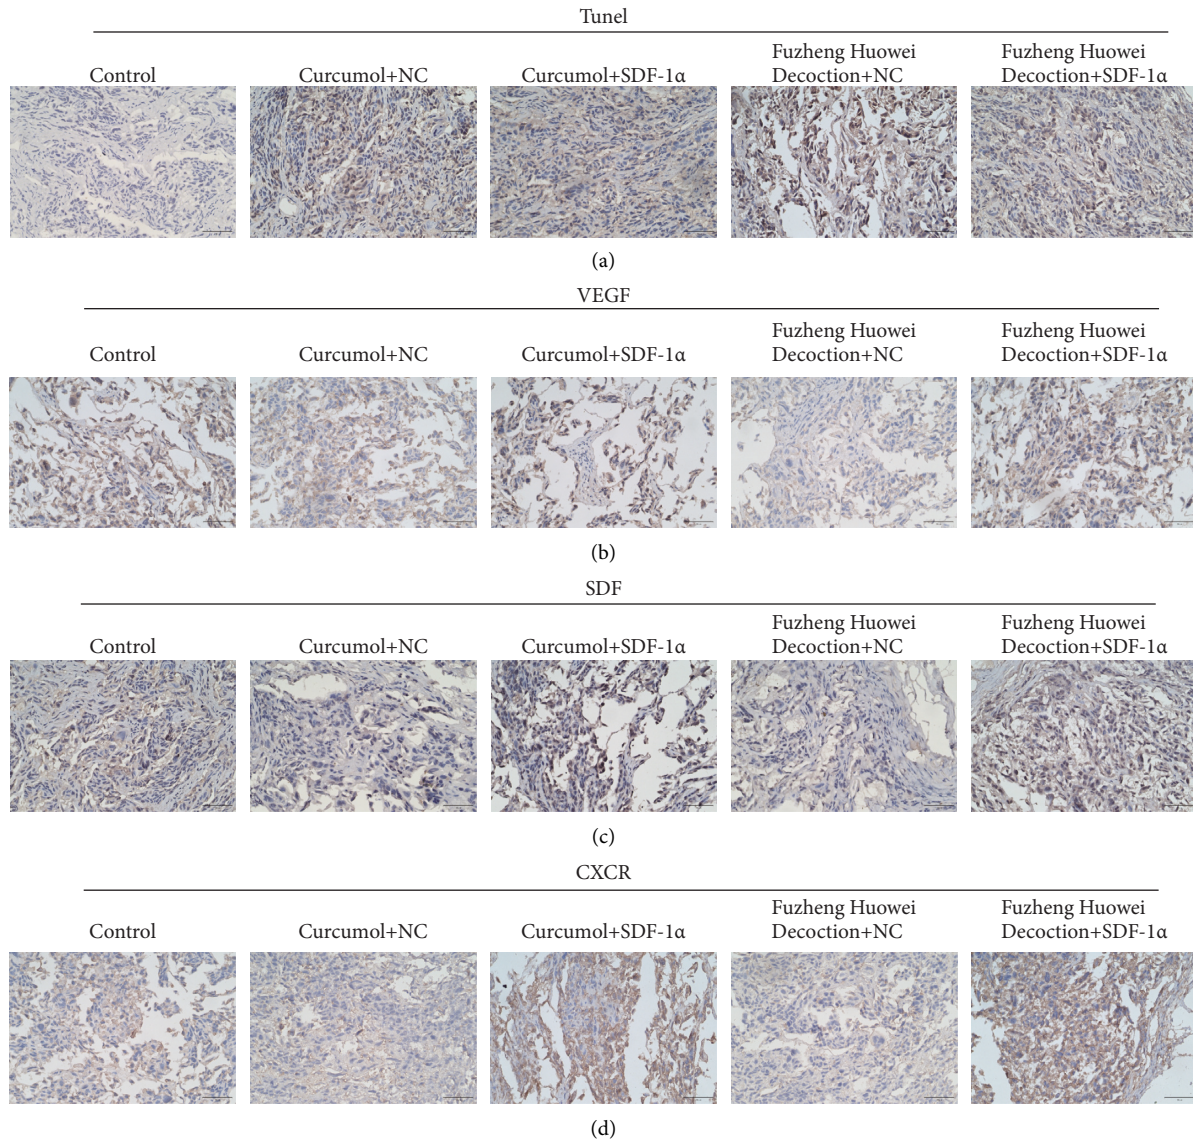 Tunel
Control
Curcumol+NC
Curcumol+SDF-1α
Fuzheng Huowei
Decoction+NC
Fuzheng Huowei
Decoction+SDF-1α
(a)
VEGF
Control
Curcumol+NC
Curcumol+SDF-1α
Fuzheng Huowei
Decoction+NC
Fuzheng Huowei
Decoction+SDF-1α
(b)
SDF
Control
Curcumol+NC
Curcumol+SDF-1α
Fuzheng Huowei
Decoction+NC
Fuzheng Huowei
Decoction+SDF-1α
(c)
CXCR
Control
Curcumol+NC
Curcumol+SDF-1α
Fuzheng Huowei
Decoction+NC
Fuzheng Huowei
Decoction+SDF-1α
(d)